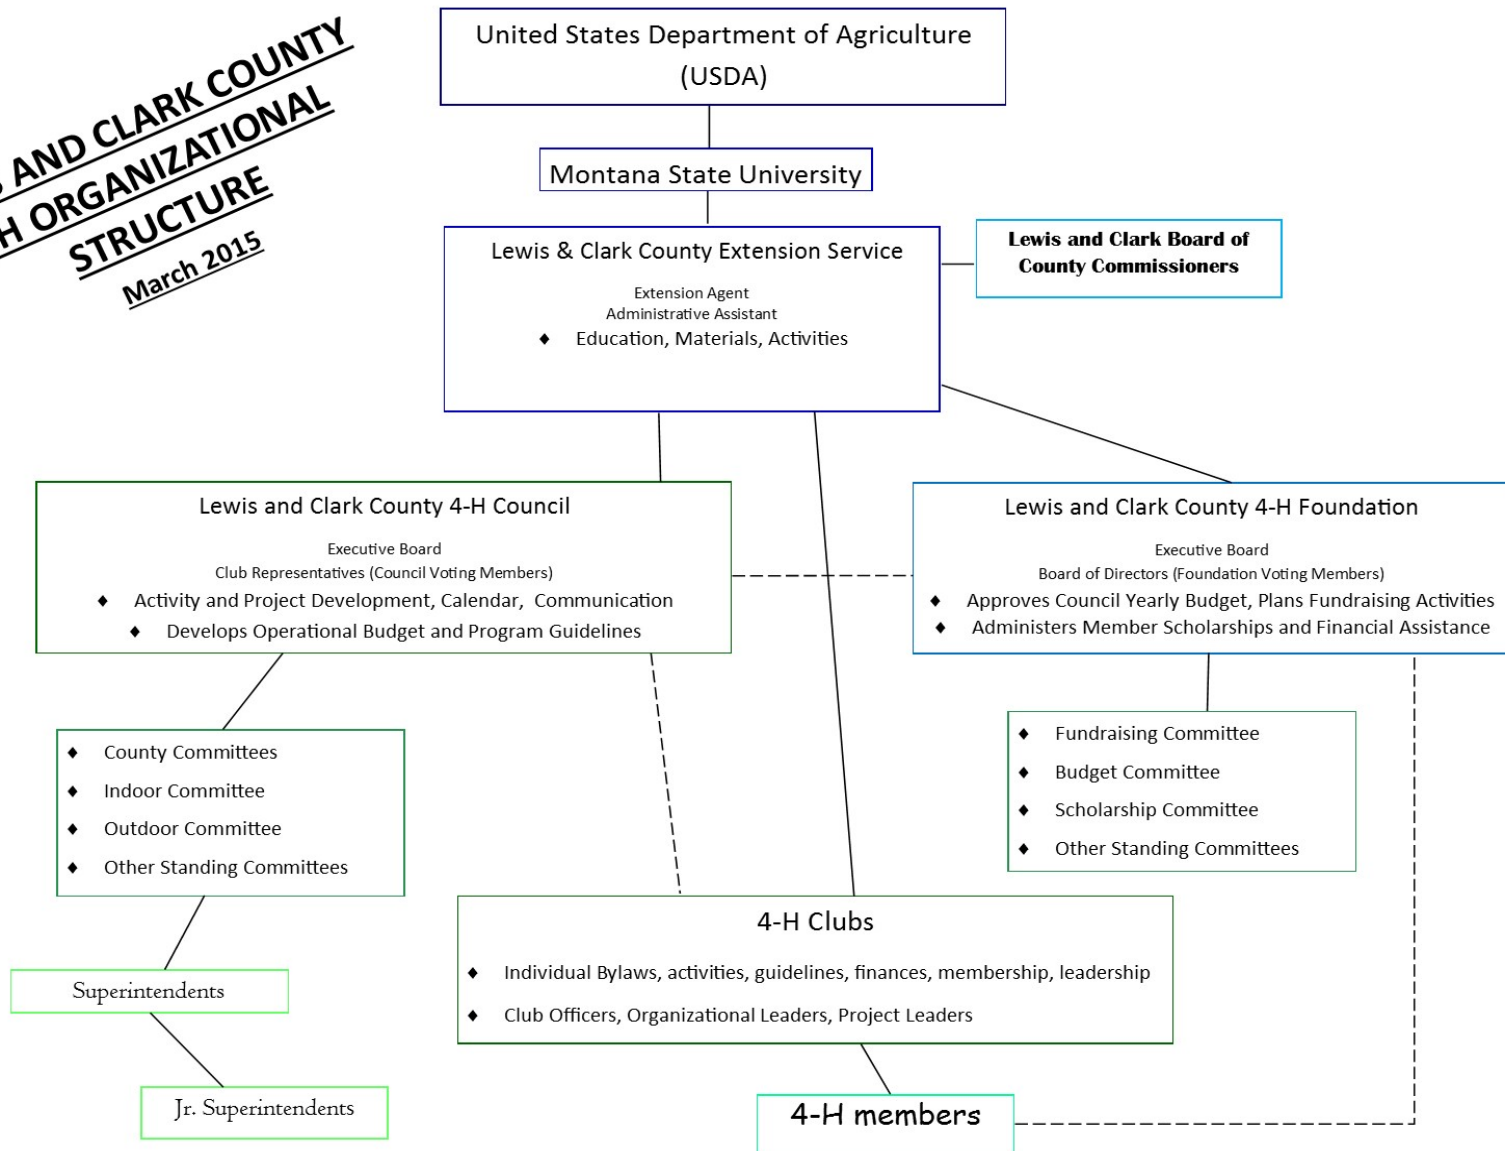 AND CLARK COUNTY
H ORGANIZATIONAL
STRUCTURE
March 2015
United States Department of Agriculture
(USDA)
Montana State University
Lewis & Clark County Extension Service
Extension Agent
Administrative Assistant
♦ Education, Materials, Activities
Lewis and Clark Board of
County Commissioners
Lewis and Clark County 4-H Council
Executive Board
Club Representatives (Council Voting Members)
♦ Activity and Project Development, Calendar, Communication
♦ Develops Operational Budget and Program Guidelines
Lewis and Clark County 4-H Foundation
Executive Board
Board of Directors (Foundation Voting Members)
♦ Approves Council Yearly Budget, Plans Fundraising Activities
♦ Administers Member Scholarships and Financial Assistance
♦ County Committees
♦ Indoor Committee
♦ Outdoor Committee
♦ Other Standing Committees
♦ Fundraising Committee
♦ Budget Committee
♦ Scholarship Committee
♦ Other Standing Committees
4-H Clubs
♦ Individual Bylaws, activities, guidelines, finances, membership, leadership
♦ Club Officers, Organizational Leaders, Project Leaders
Superintendents
Jr. Superintendents
4-H members